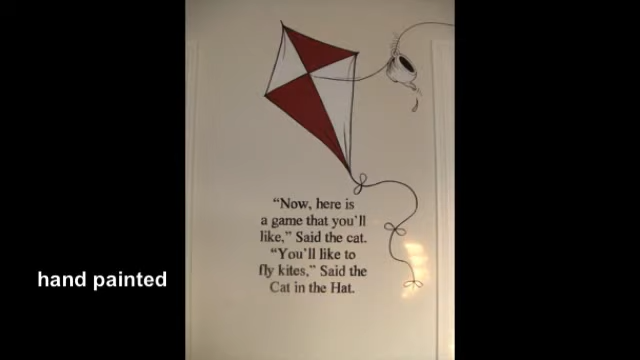 "Now, here is
a game that you'll
like," Said the cat.
"You'll like to
fly kites," Said the
Cat in the Hat.
hand painted